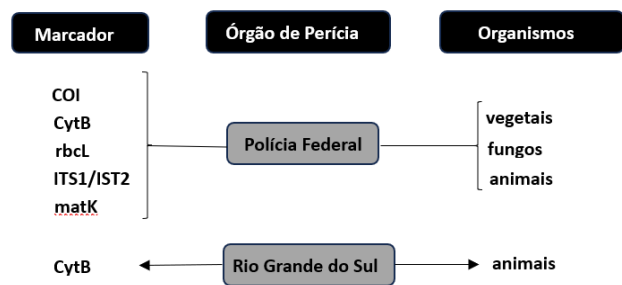 Marcador
Órgão de Perícia
Organismos
COI
CytB
rbcL
ITS1/IST2
matK
Polícia Federal
vegetais
fungos
animais
CytB
Rio Grande do Sul
animais